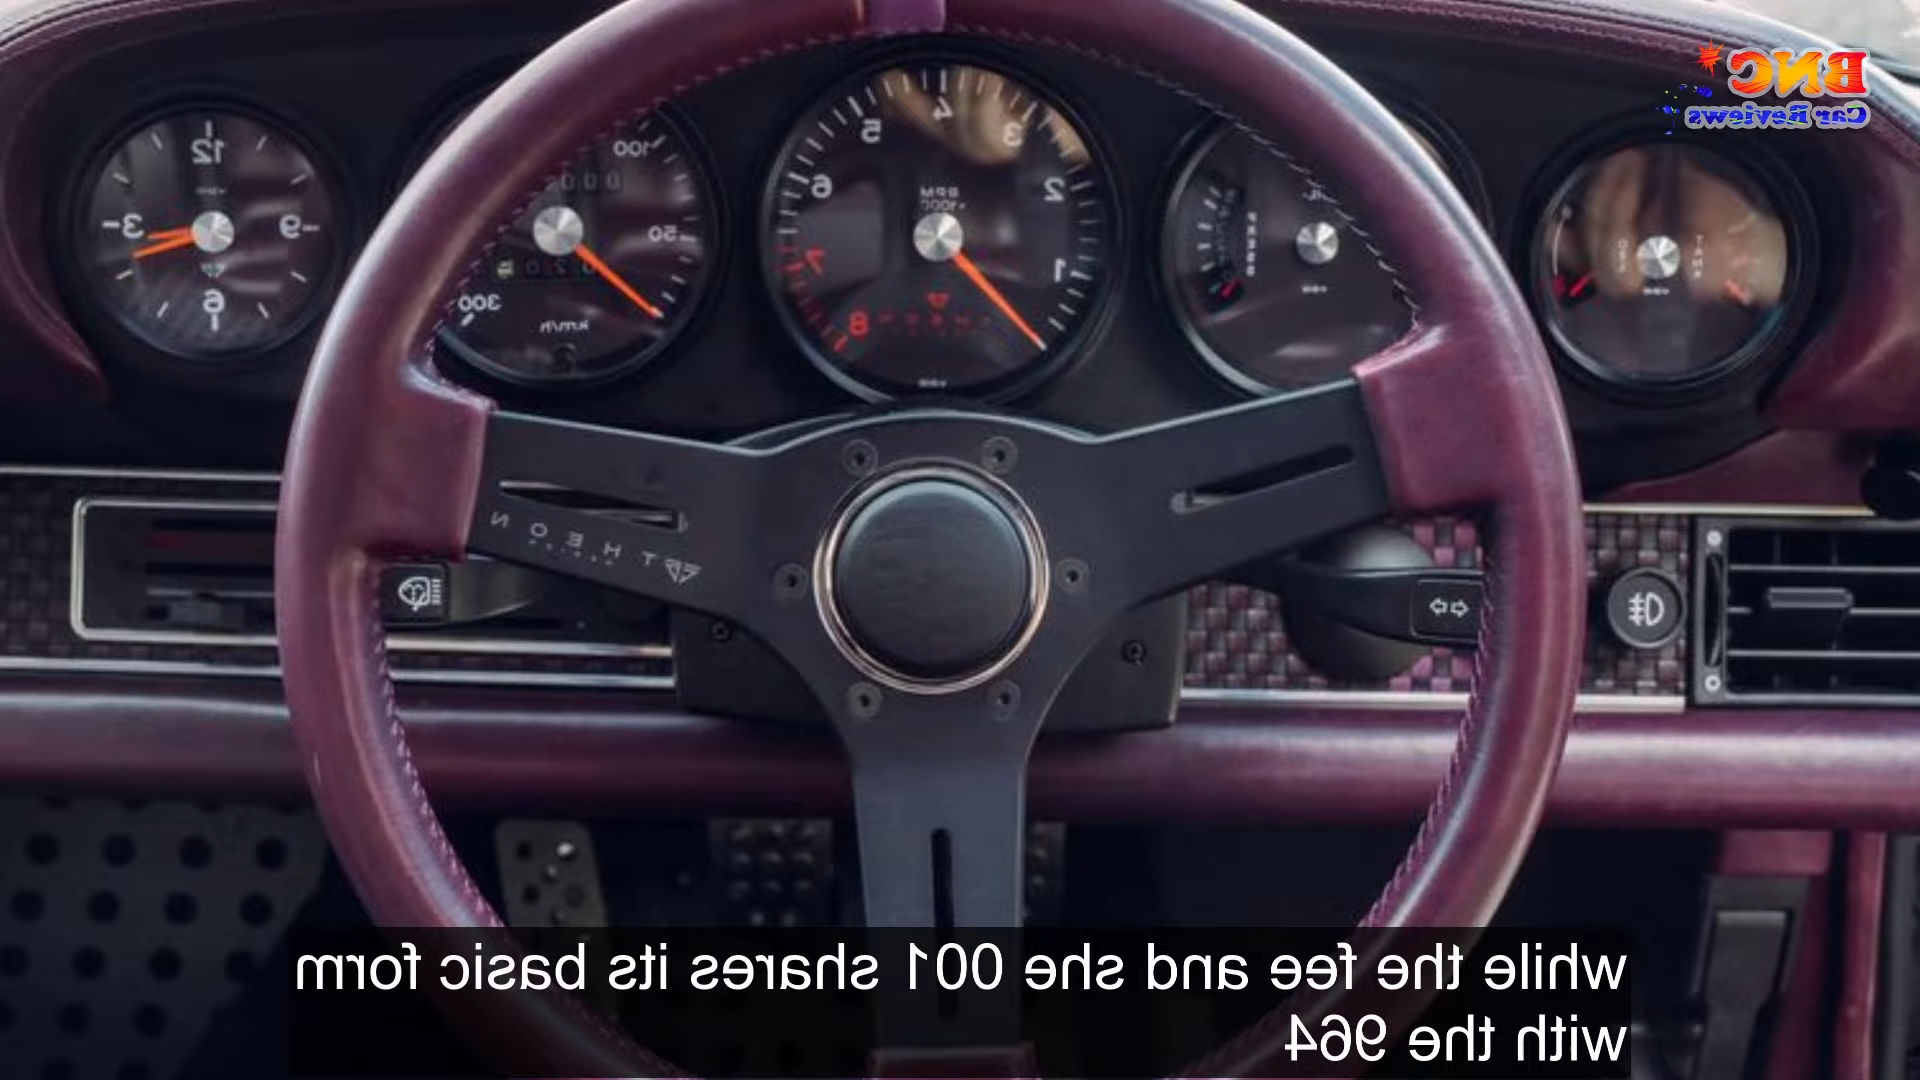 BNC
Car Reviews
12
3
9
6
100
50
300
km/h
4
5
3
6
2
RPM
7
1
8
THEON
while the fee and she 001 shares its basic form
with the 964